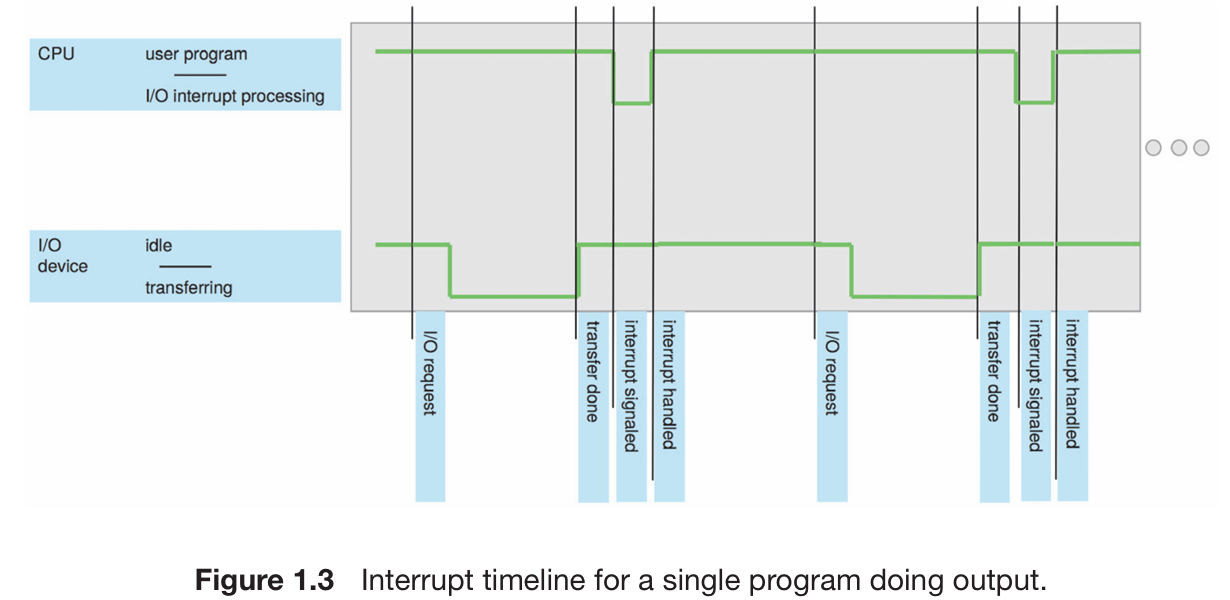 CPU
user program
I/O interrupt processing
I/O
device
idle
transferring
I/O request
transfer done
interrupt signaled
interrupt handled
I/O request
transfer done
interrupt signaled
interrupt handled
Figure 1.3 Interrupt timeline for a single program doing output.